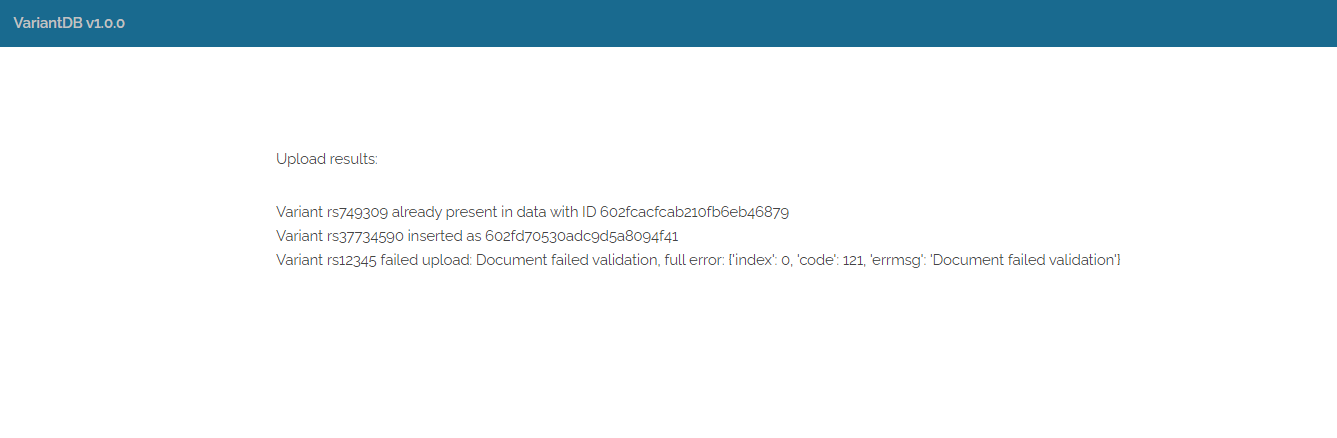 VariantDB v1.0.0
Upload results:
Variant rs749309 already present in data with ID 602fcacfcab210fb6eb46879
Variant rs37734590 inserted as 602fd70530adc9d5a8094f41
Variant rs12345 failed upload: Document failed validation, full error: {'index': 0, 'code': 121, 'errmsg': 'Document failed validation'}